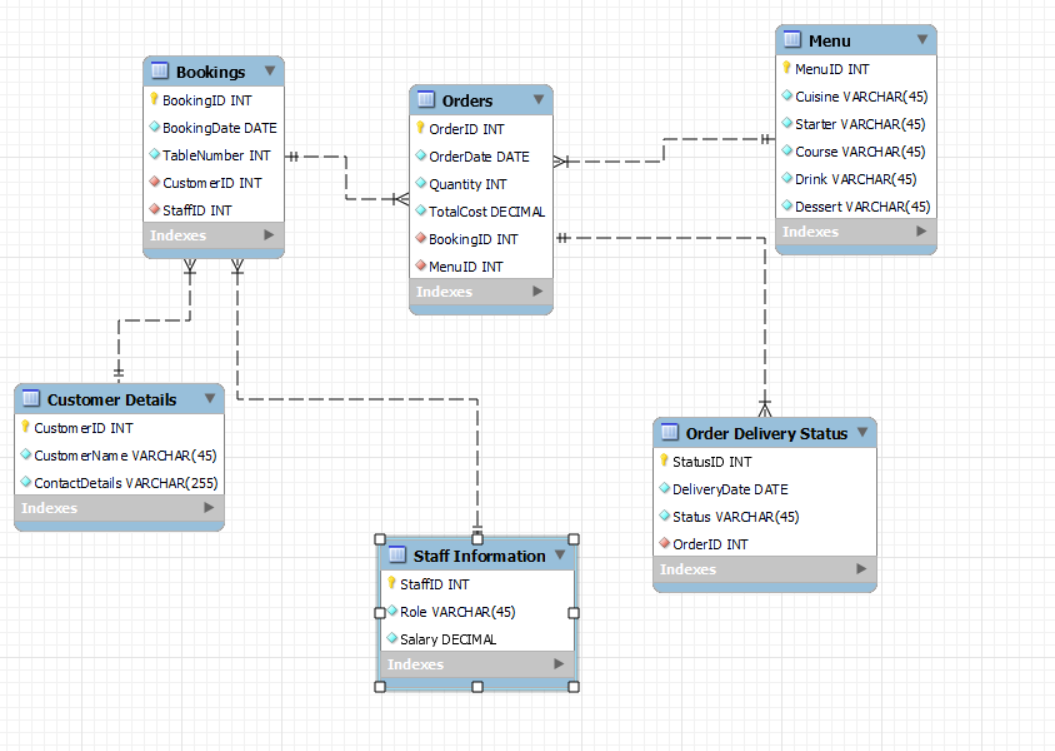 Bookings
BookingID INT
BookingDate DATE
TableNumber INT
CustomerID INT
StaffID INT
Indexes
Orders
OrderID INT
OrderDate DATE
Quantity INT
TotalCost DECIMAL
BookingID INT
MenuID INT
Indexes
Menu
MenuID INT
Cuisine VARCHAR(45)
Starter VARCHAR(45)
Course VARCHAR(45)
Drink VARCHAR(45)
Dessert VARCHAR(45)
Indexes
Customer Details
CustomerID INT
CustomerName VARCHAR(45)
ContactDetails VARCHAR(255)
Indexes
Order Delivery Status
StatusID INT
DeliveryDate DATE
Status VARCHAR(45)
OrderID INT
Indexes
Staff Information
StaffID INT
Role VARCHAR(45)
Salary DECIMAL
Indexes